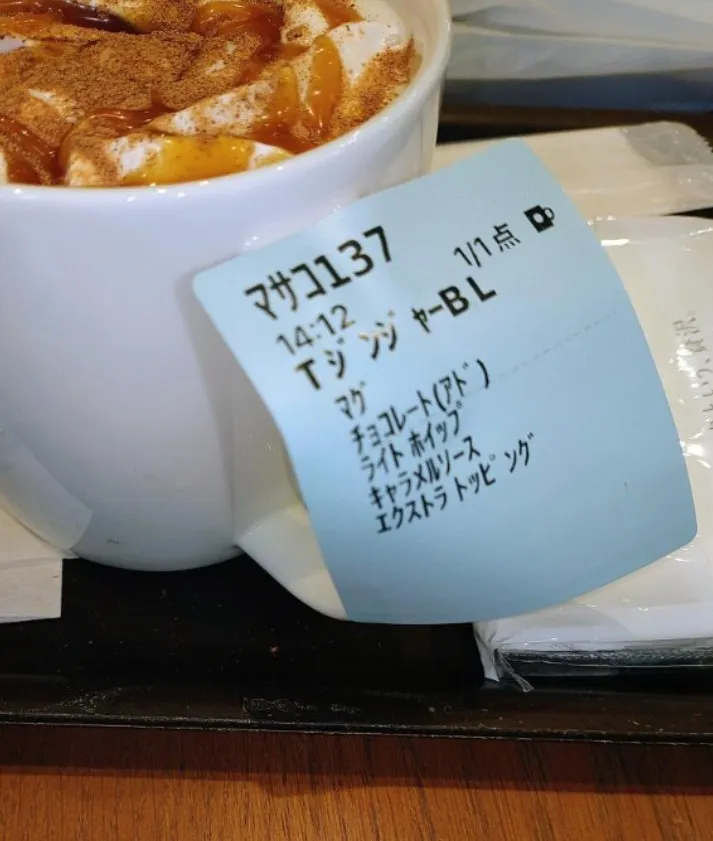 マサコ137
14:12 1/1点
Tジンジャー BL
マグ
チョコレート(アド)
ライト ホイップ
キャラメルソース
エクストラ トッピング